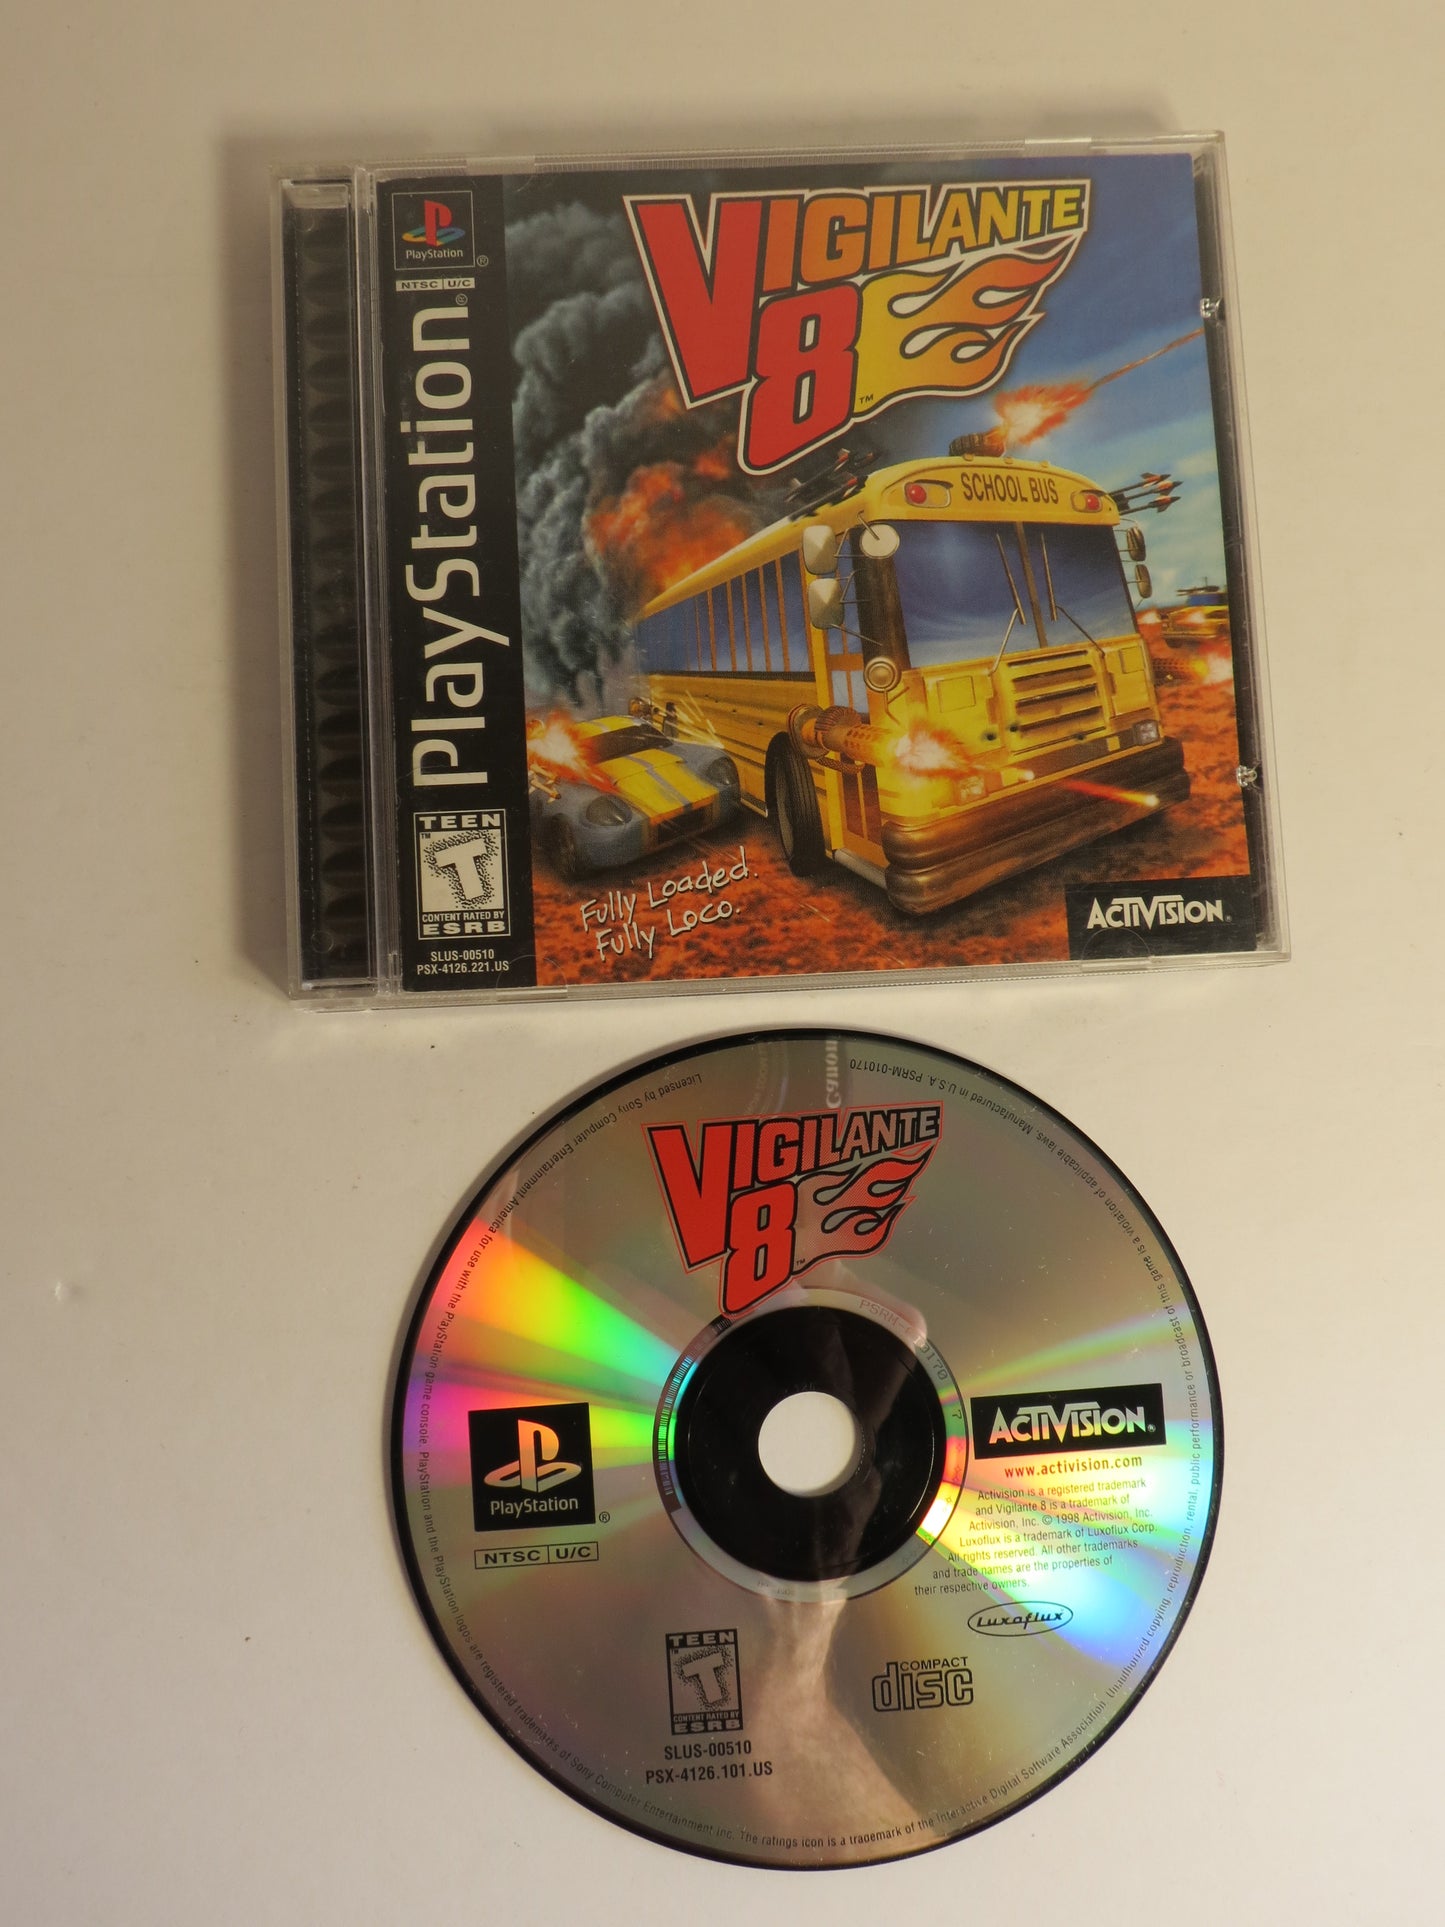 PlayStation
®
NTSC U/C
PlayStation®
TEEN
TM
T
CONTENT RATED BY
ESRB
SLUS-00510
PSX-4126.221.US
VIGILANTE
8
TM
SCHOOL BUS
Fully Loaded.
Fully Loco.
ACTIVISION®
Licensed by Sony Computer Entertainment America for use with the PlayStation game console. PlayStation and the PlayStation logos are registered trademarks of Sony Computer Entertainment Inc. The ratings icon is a trademark of the Interactive Digital Software Association. Unauthorized copying, reproduction, rental, public performance or broadcast of this game is a violation of applicable laws. Manufactured in U.S.A. PSRM-010170
Canon
VIGILANTE
8
TM
PlayStation
®
NTSC U/C
ACTIVISION®
www.activision.com
Activision is a registered trademark
and Vigilante 8 is a trademark of
Activision, Inc. © 1998 Activision, Inc.
Luxoflux is a trademark of Luxoflux Corp.
All rights reserved. All other trademarks
and trade names are the properties of
their respective owners.
Luxoflux
TEEN
TM
T
CONTENT RATED BY
ESRB
COMPACT
disc
SLUS-00510
PSX-4126.101.US